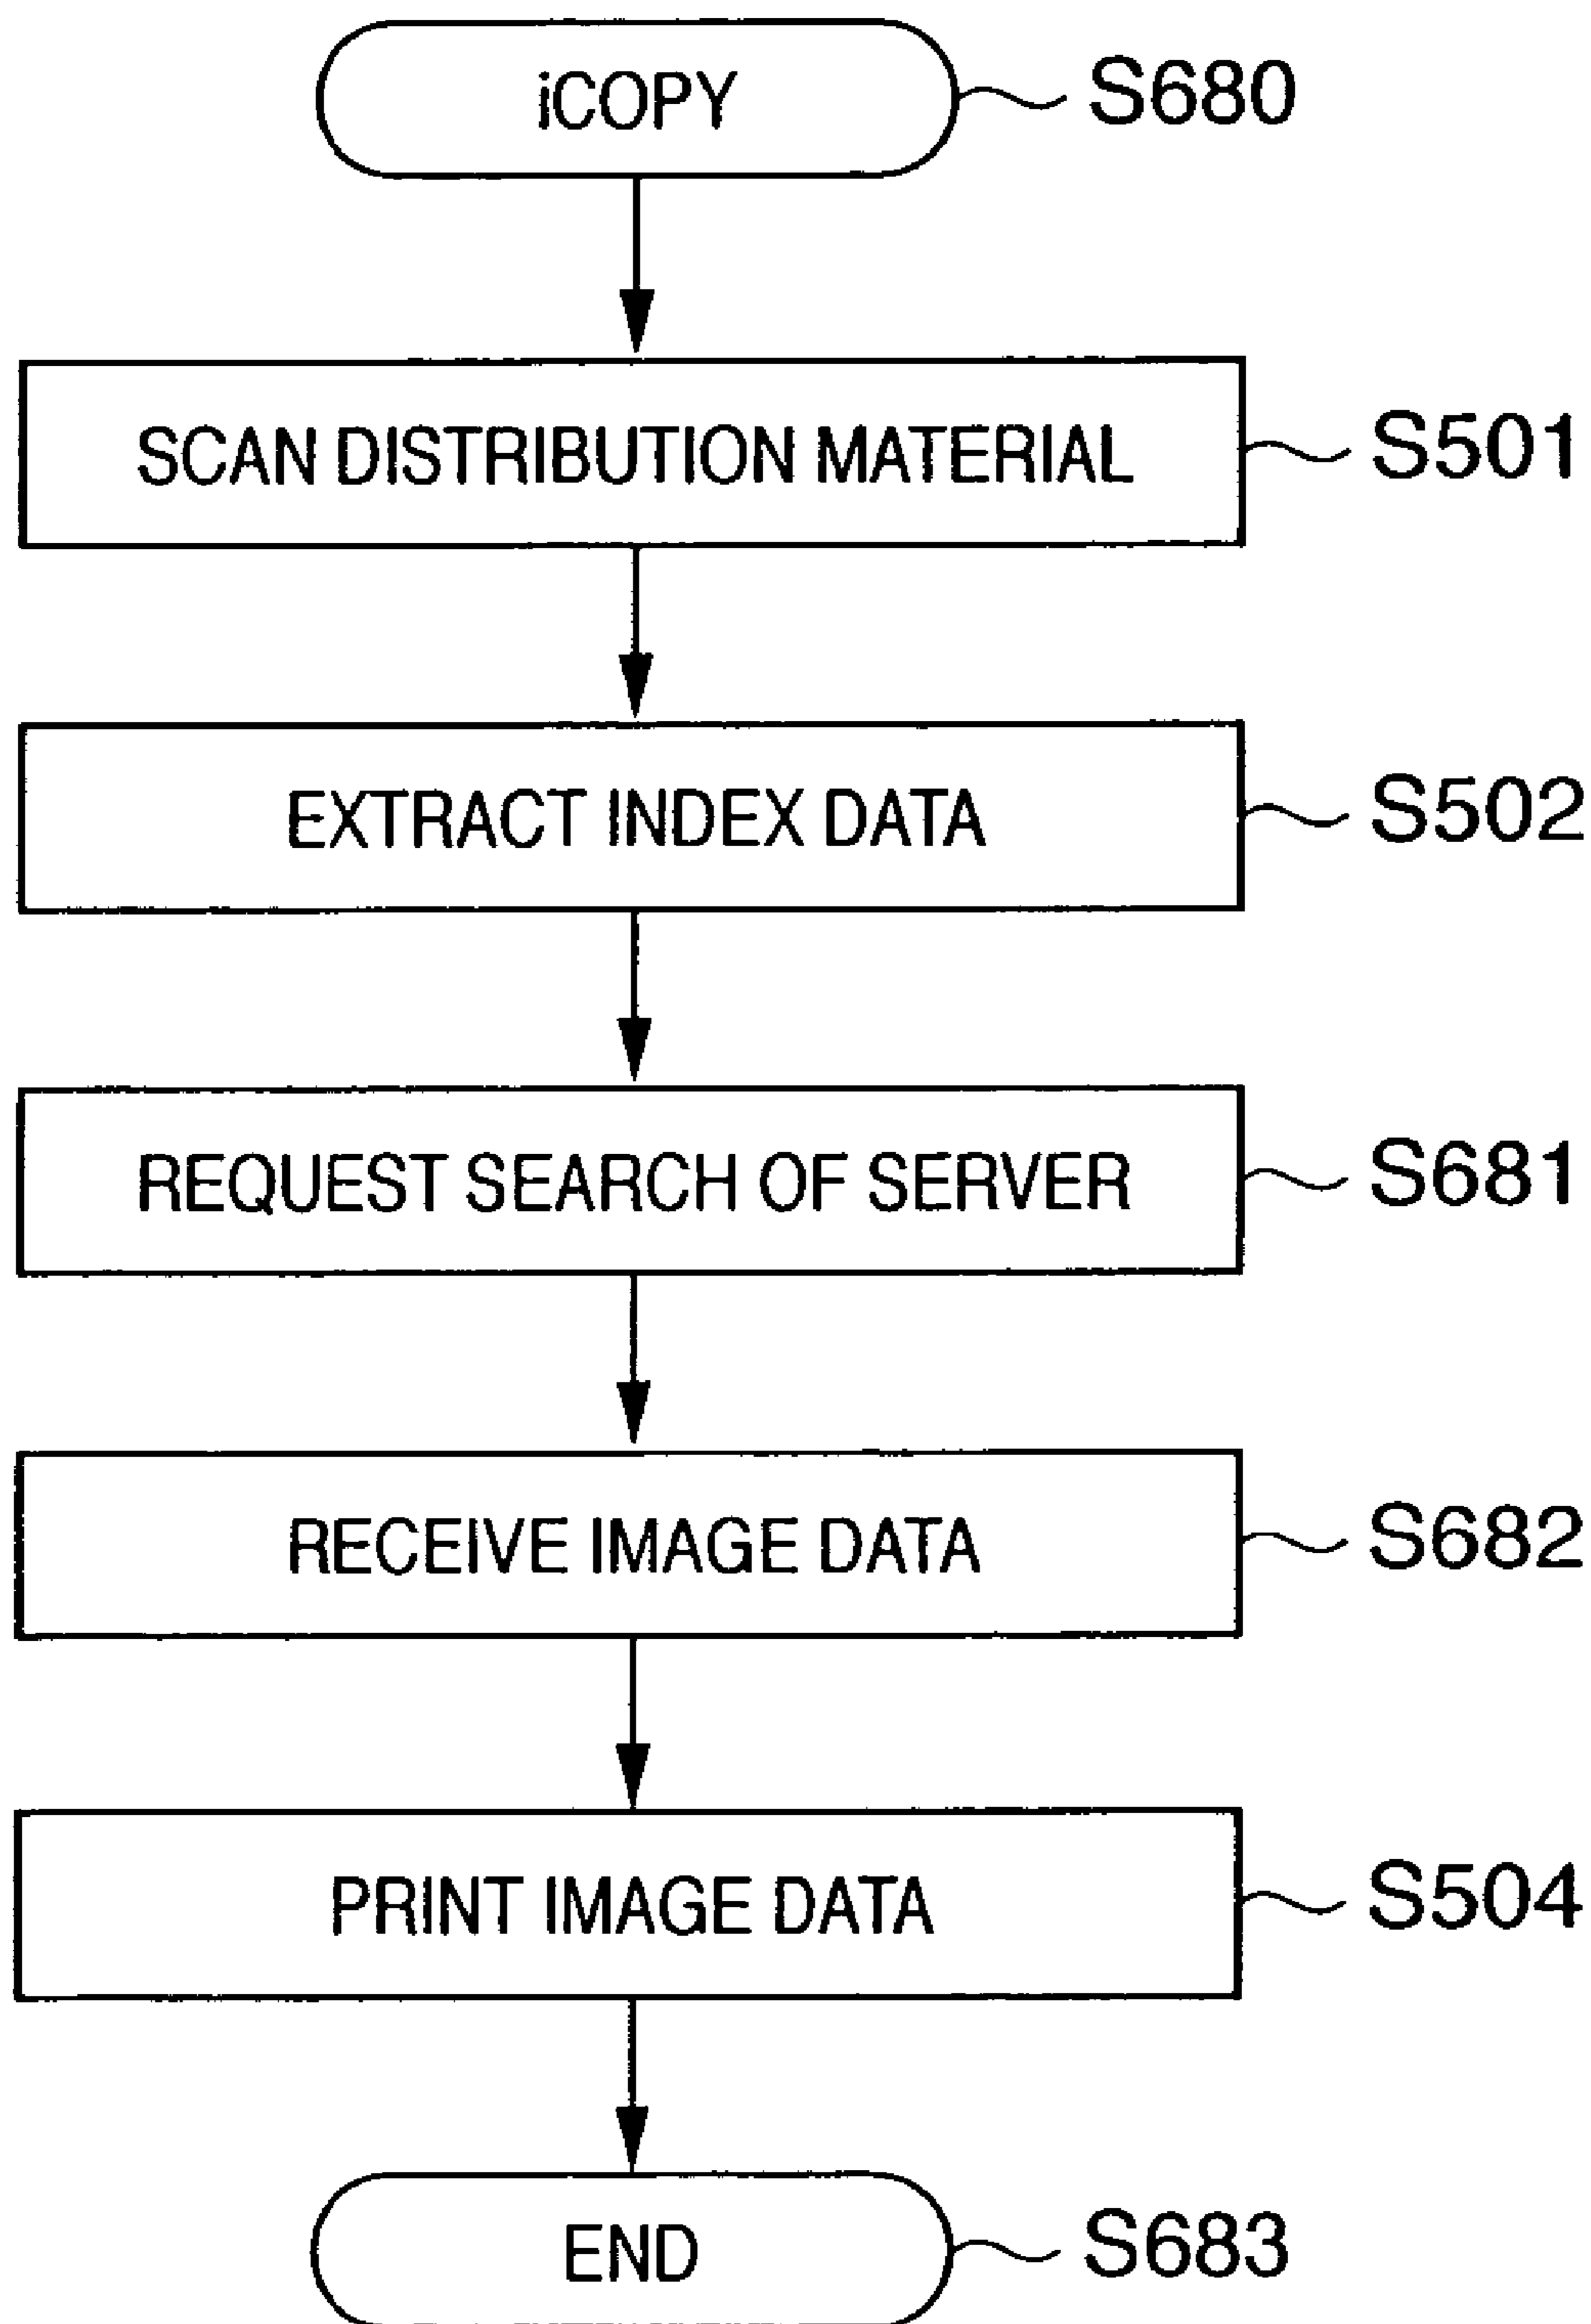 iCOPY S680
SCAN DISTRIBUTION MATERIAL S501
EXTRACT INDEX DATA S502
REQUEST SEARCH OF SERVER S681
RECEIVE IMAGE DATA S682
PRINT IMAGE DATA S504
END S683